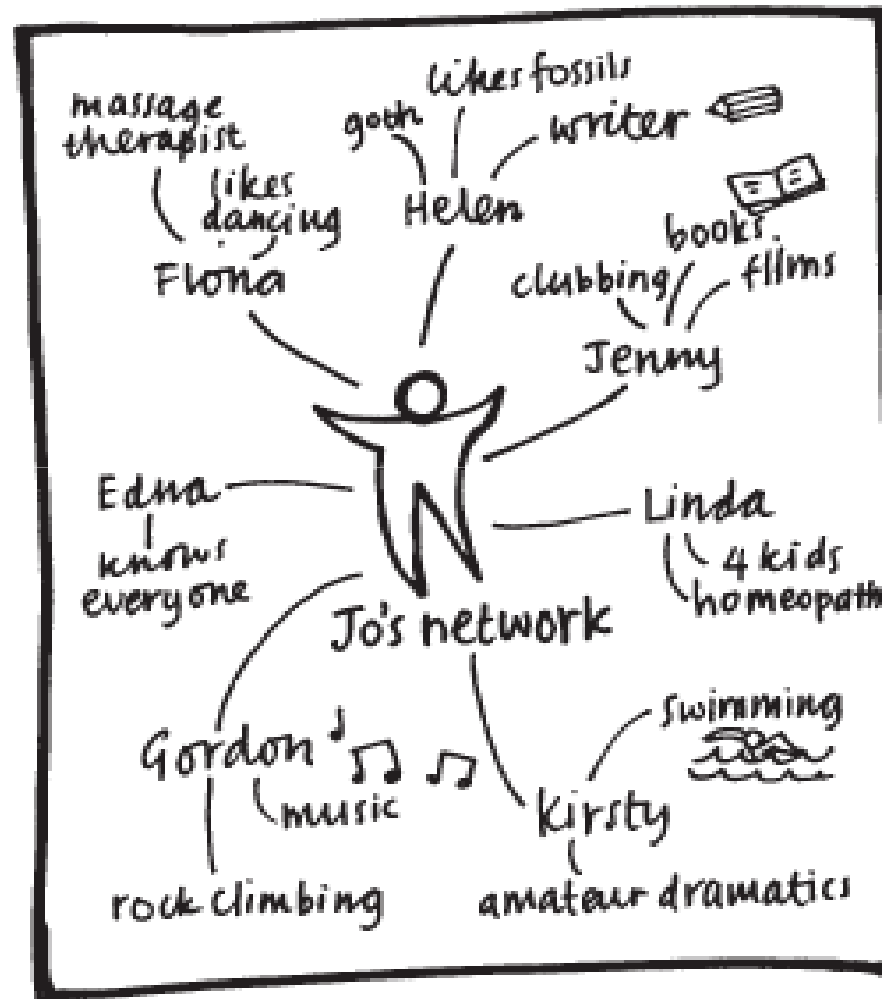 likes fossils
massage
therapist
goth
writer
likes
dancing
Helen
books.
Fiona
clubbing
films
Jenny
Edna
knows
everyone
Linda
4 kids
homeopath
Jo's network
swimming
Gordon
music
Kirsty
rock climbing
amateur dramatics